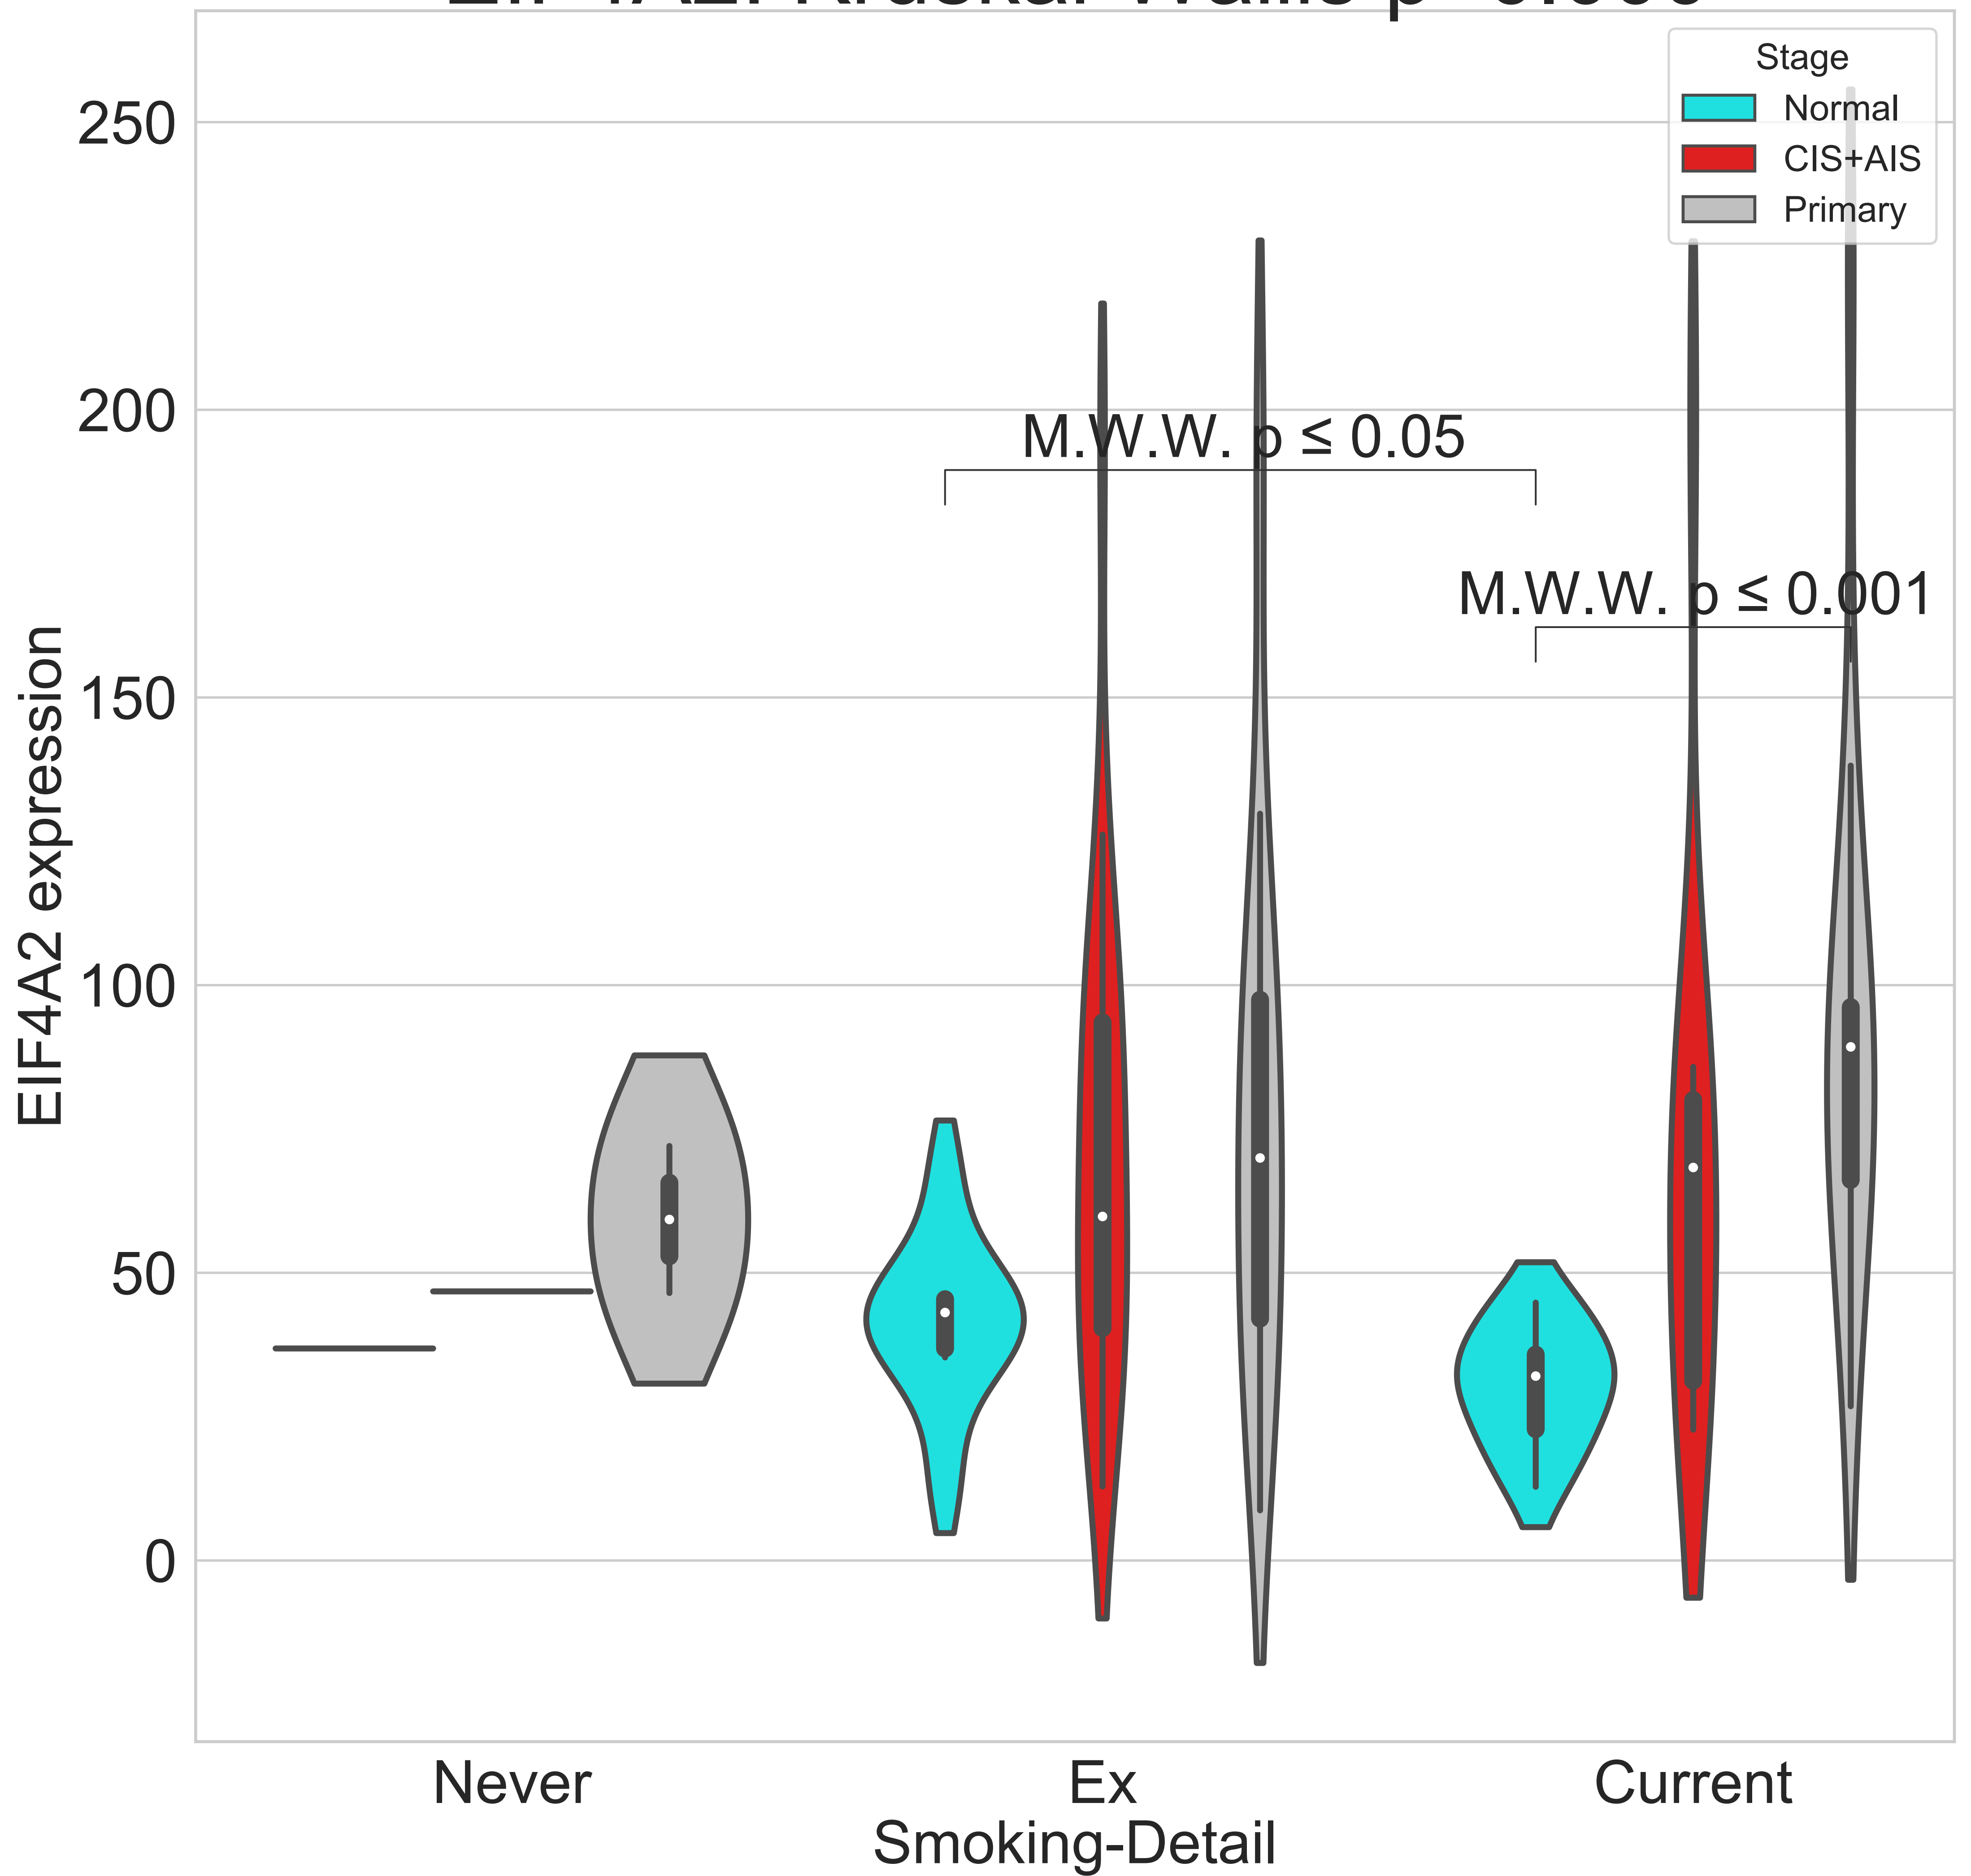 Stage
Normal
CIS+AIS
Primary
250
200
150
100
50
0
EIF4A2 expression
M.W.W. p ≤ 0.05
M.W.W. p ≤ 0.001
Never
Ex
Current
Smoking-Detail